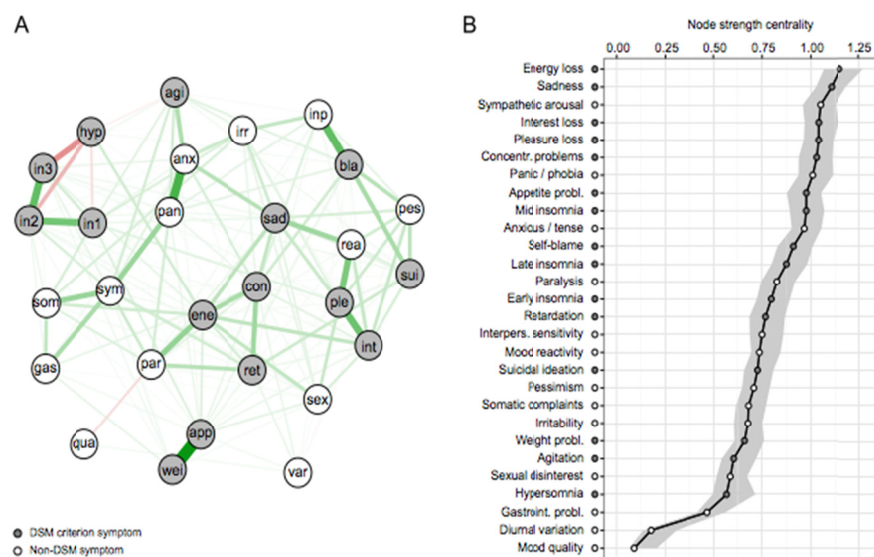 A
agi
inp
hyp
irr
anx
bla
in3
pan
pes
in2
in1
sad
rea
sui
sym
con
som
ple
ene
int
par
ret
gas
sex
app
qua
wei
var
DSM criterion symptom
Non-DSM symptom
B
Node strength centrality
0.00 0.25 0.50 0.75 1.00 1.25
Energy loss
Sadness
Sympathetic arousal
Interest loss
Pleasure loss
Concentr. problems
Panic / phobia
Appetite probl.
Mid insomnia
Anxious / tense
Self-blame
Late insomnia
Paralysis
Early insomnia
Retardation
Interpers. sensitivity
Mood reactivity
Suicidal ideation
Pessimism
Somatic complaints
Irritability
Weight probl.
Agitation
Sexual disinterest
Hypersomnia
Gastroint. probl.
Diurnal variation
Mood quality